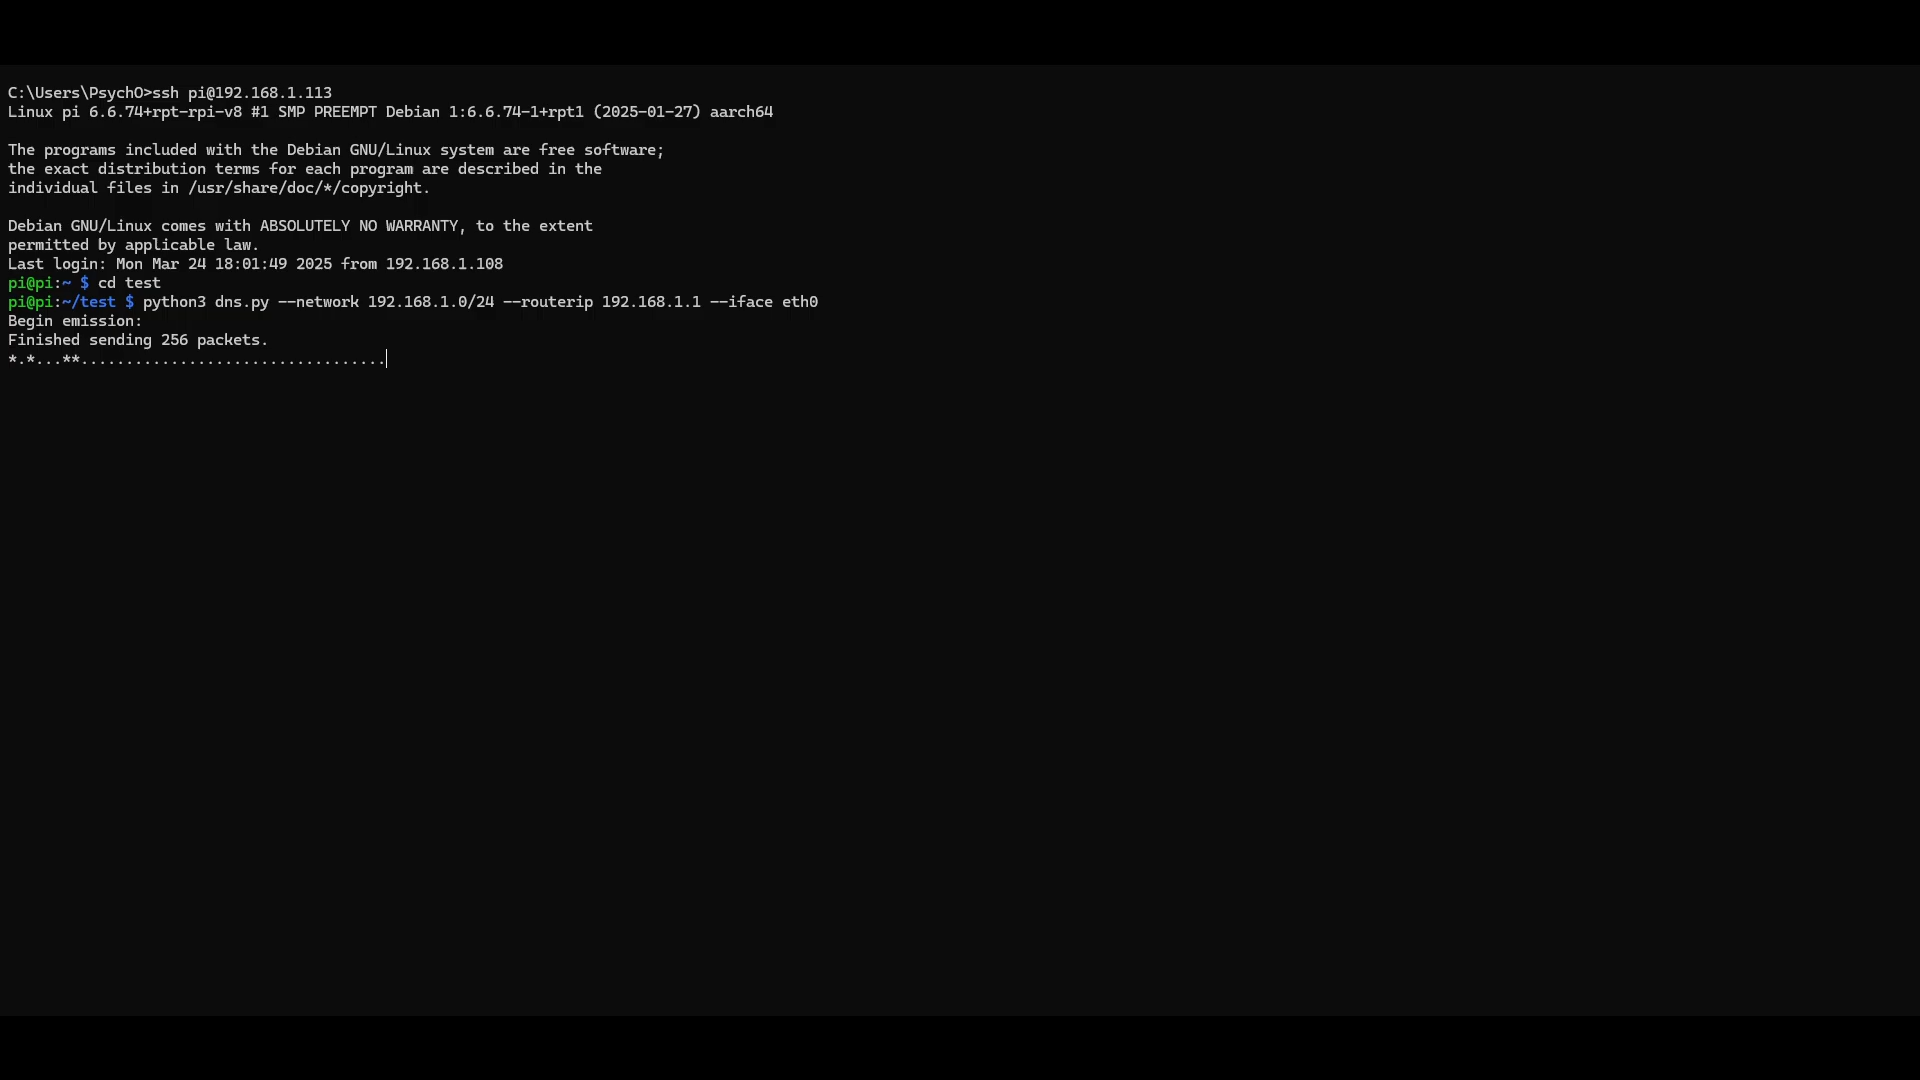 C:\Users\PsychO>ssh pi@192.168.1.113
Linux pi 6.6.74+rpt-rpi-v8 #1 SMP PREEMPT Debian 1:6.6.74-1+rpt1 (2025-01-27) aarch64
The programs included with the Debian GNU/Linux system are free software;
the exact distribution terms for each program are described in the
individual files in /usr/share/doc/*/copyright.
Debian GNU/Linux comes with ABSOLUTELY NO WARRANTY, to the extent
permitted by applicable law.
Last login: Mon Mar 24 18:01:49 2025 from 192.168.1.108
pi@pi:~ $ cd test
pi@pi:~/test $ python3 dns.py --network 192.168.1.0/24 --routerip 192.168.1.1 --iface eth0
Begin emission:
Finished sending 256 packets.
*.*...**..................................